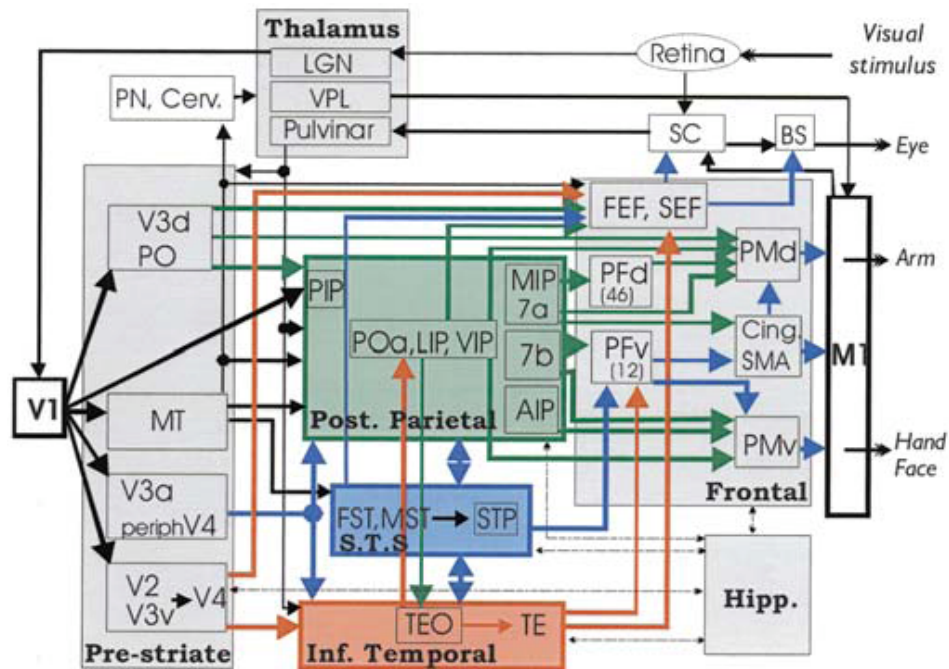 Thalamus
LGN
VPL
Pulvinar
Retina
Visual
stimulus
PN, Cerv.
SC
BS
Eye
V3d
PO
FEF, SEF
PIP
MIP
7a
PFd
(46)
PMd
Arm
POa, LIP, VIP
7b
PFv
(12)
Cing.
SMA
M1
V1
MT
AIP
Post. Parietal
PMv
Hand
Face
V3a
periphV4
Frontal
FST, MST
STP
S.T.S
V2
V4
V3v
Hipp.
TEO
TE
Pre-striate
Inf. Temporal